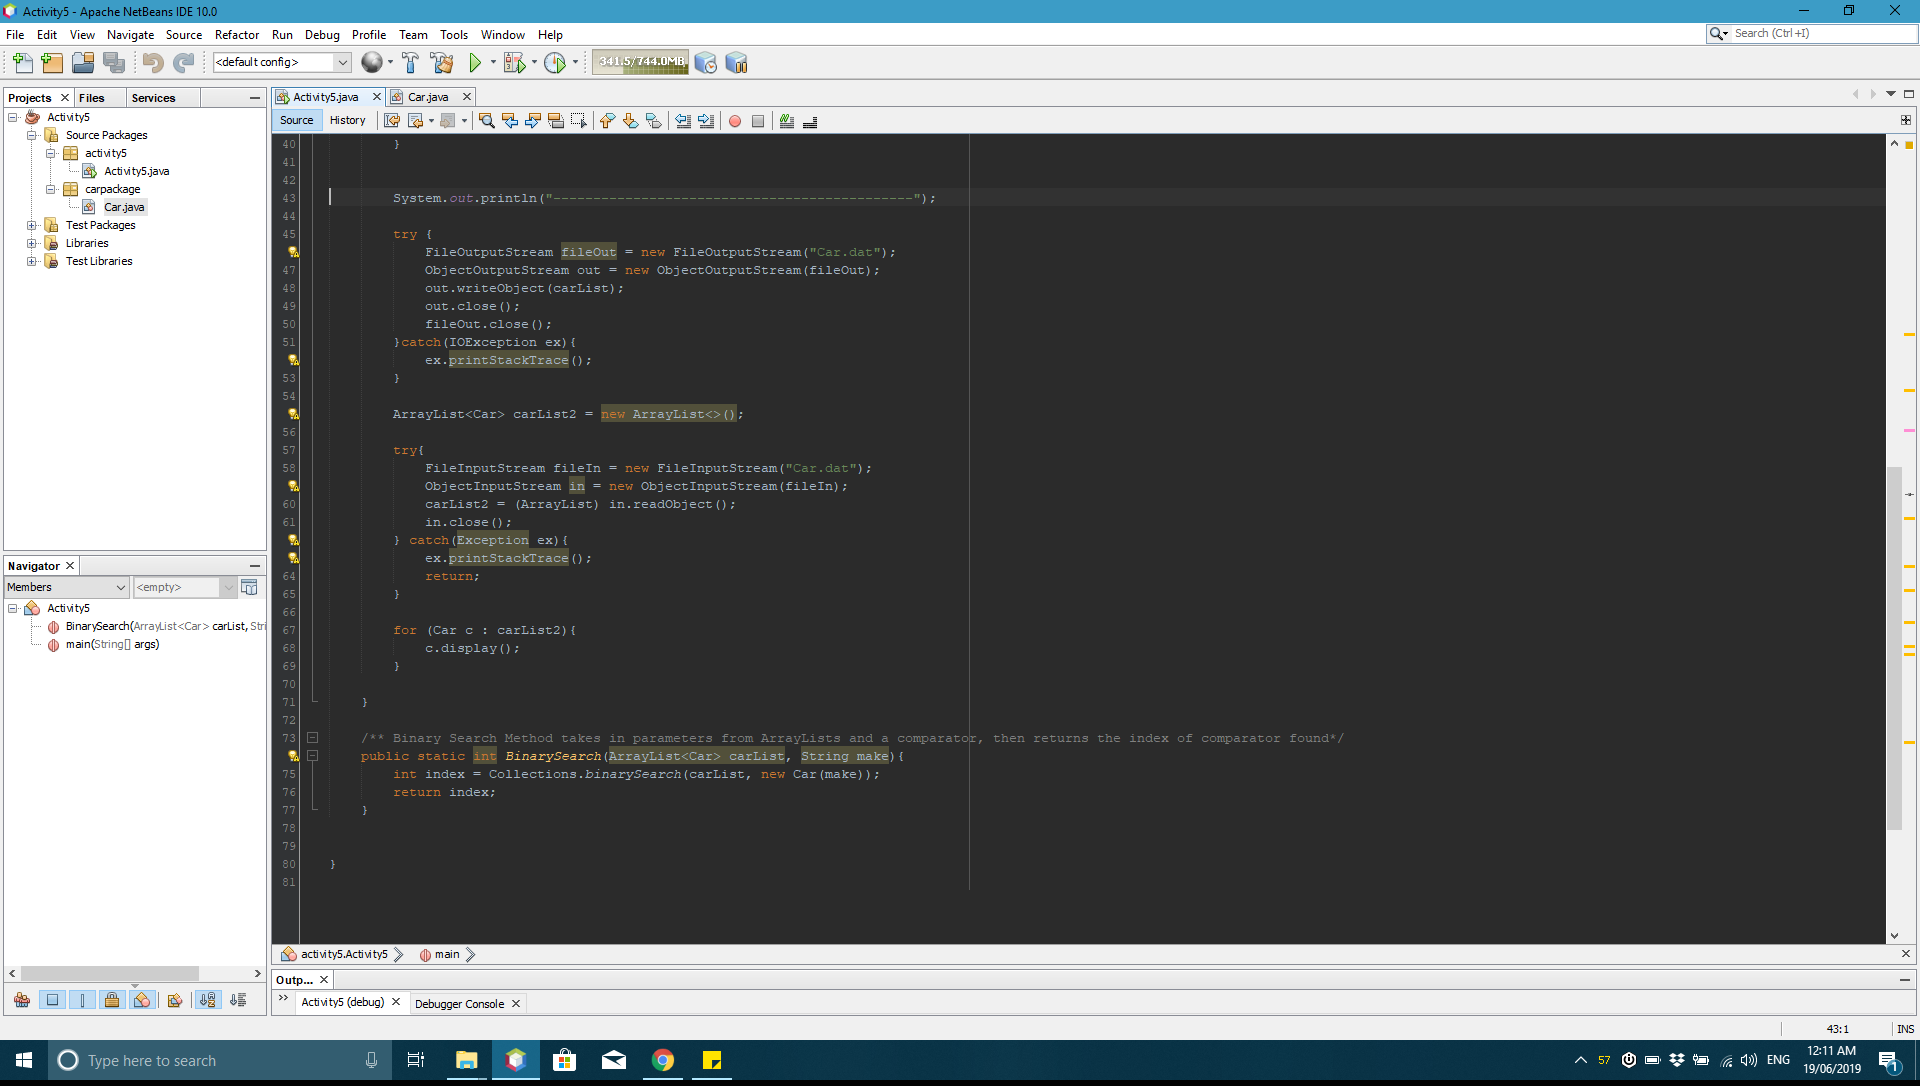 Activity5 - Apache NetBeans IDE 10.0
File Edit View Navigate Source Refactor Run Debug Profile Team Tools Window Help
Search (Ctrl+I)
<default config>
341.5/744.0MB
Projects Files Services
Activity5
Source Packages
activity5
Activity5.java
carpackage
Car.java
Test Packages
Libraries
Test Libraries
Navigator
Members <empty>
Activity5
BinarySearch(ArrayList<Car> carList, Stri
main(String[] args)
Activity5.java Car.java
Source History
40 }
41
42
43 System.out.println("---------------------------------------------");
44
45 try {
FileOutputStream fileOut = new FileOutputStream("Car.dat");
47 ObjectOutputStream out = new ObjectOutputStream(fileOut);
48 out.writeObject(carList);
49 out.close();
50 fileOut.close();
51 }catch(IOException ex){
ex.printStackTrace();
53 }
54
ArrayList<Car> carList2 = new ArrayList<>();
56
57 try{
58 FileInputStream fileIn = new FileInputStream("Car.dat");
ObjectInputStream in = new ObjectInputStream(fileIn);
60 carList2 = (ArrayList) in.readObject();
61 in.close();
} catch(Exception ex){
ex.printStackTrace();
64 return;
65 }
66
67 for (Car c : carList2){
68 c.display();
69 }
70
71 }
72
73 /** Binary Search Method takes in parameters from ArrayLists and a comparator, then returns the index of comparator found*/
public static int BinarySearch(ArrayList<Car> carList, String make){
75 int index = Collections.binarySearch(carList, new Car(make));
76 return index;
77 }
78
79
80 }
81
activity5.Activity5 main
Outp...
Activity5 (debug) Debugger Console
43:1 INS
Type here to search
57 ENG
12:11 AM
19/06/2019
1